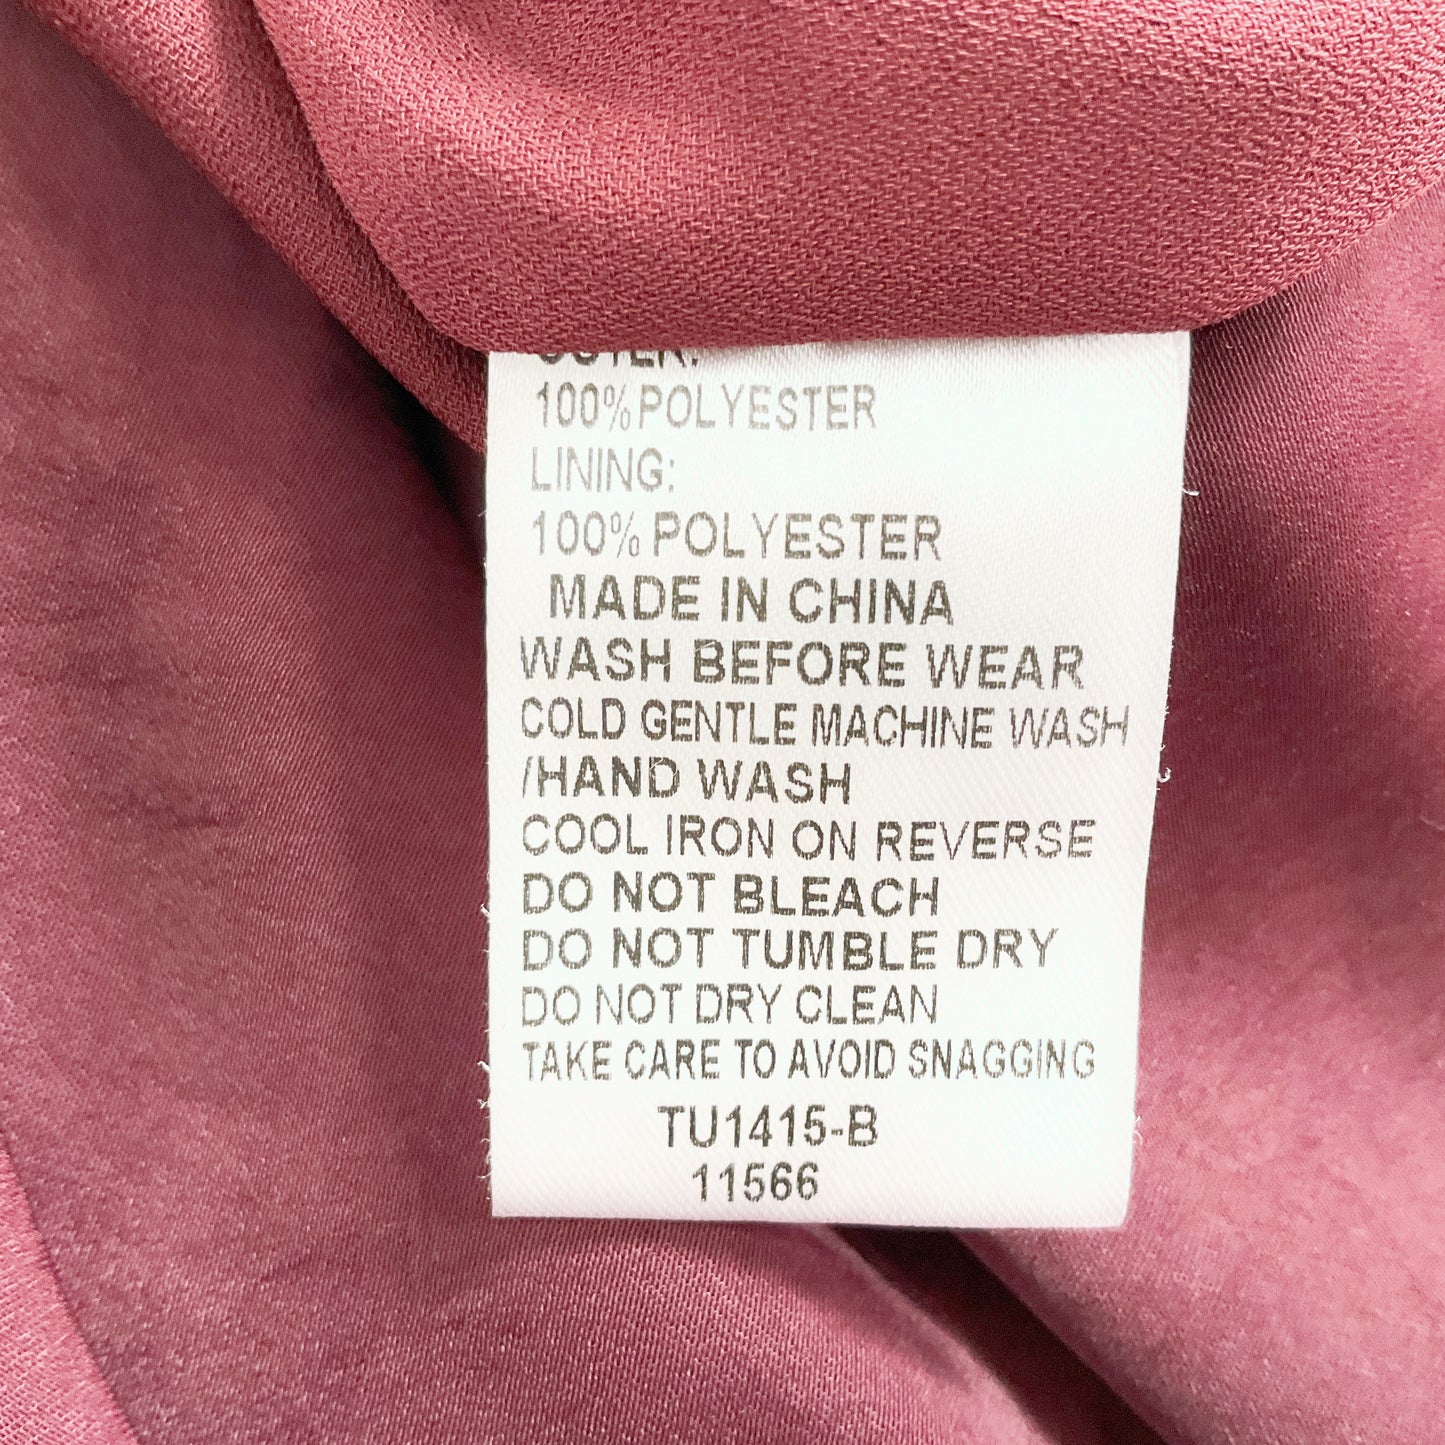 OUTER:
100% POLYESTER
LINING:
100% POLYESTER
MADE IN CHINA
WASH BEFORE WEAR
COLD GENTLE MACHINE WASH
/HAND WASH
COOL IRON ON REVERSE
DO NOT BLEACH
DO NOT TUMBLE DRY
DO NOT DRY CLEAN
TAKE CARE TO AVOID SNAGGING
TU1415-B
11566